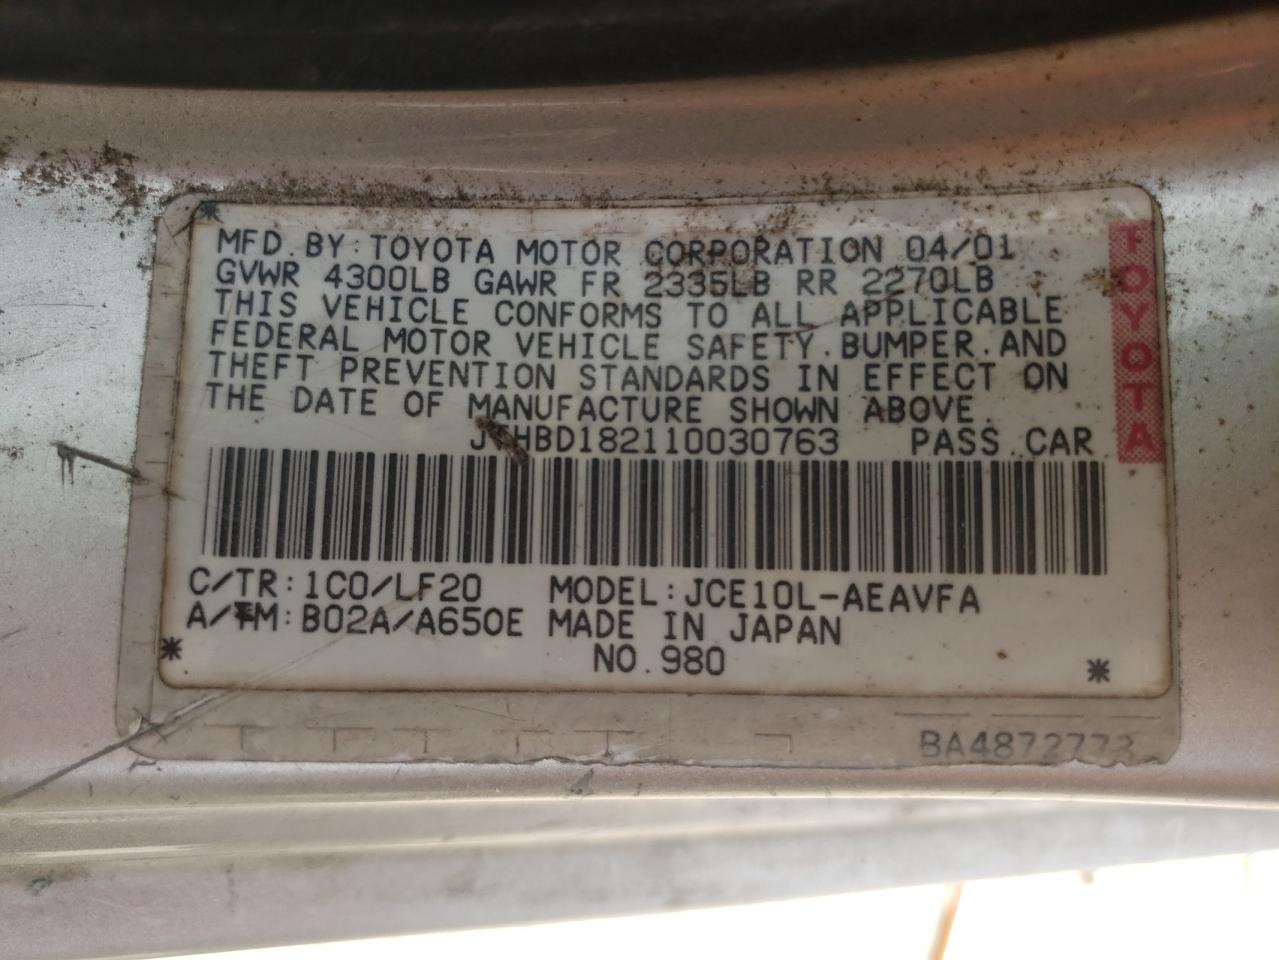 MFD. BY: TOYOTA MOTOR CORPORATION 04/01
GVWR 4300LB GAWR FR 2335LB RR 2270LB
THIS VEHICLE CONFORMS TO ALL APPLICABLE
FEDERAL MOTOR VEHICLE SAFETY. BUMPER. AND
THEFT PREVENTION STANDARDS IN EFFECT ON
THE DATE OF MANUFACTURE SHOWN ABOVE.
PASS. CAR
TOYOTA
C/TR: 1C0/LF20 MODEL: JCE10L-AEAVFA
A/TM: B02A/A650E MADE IN JAPAN
NO. 980